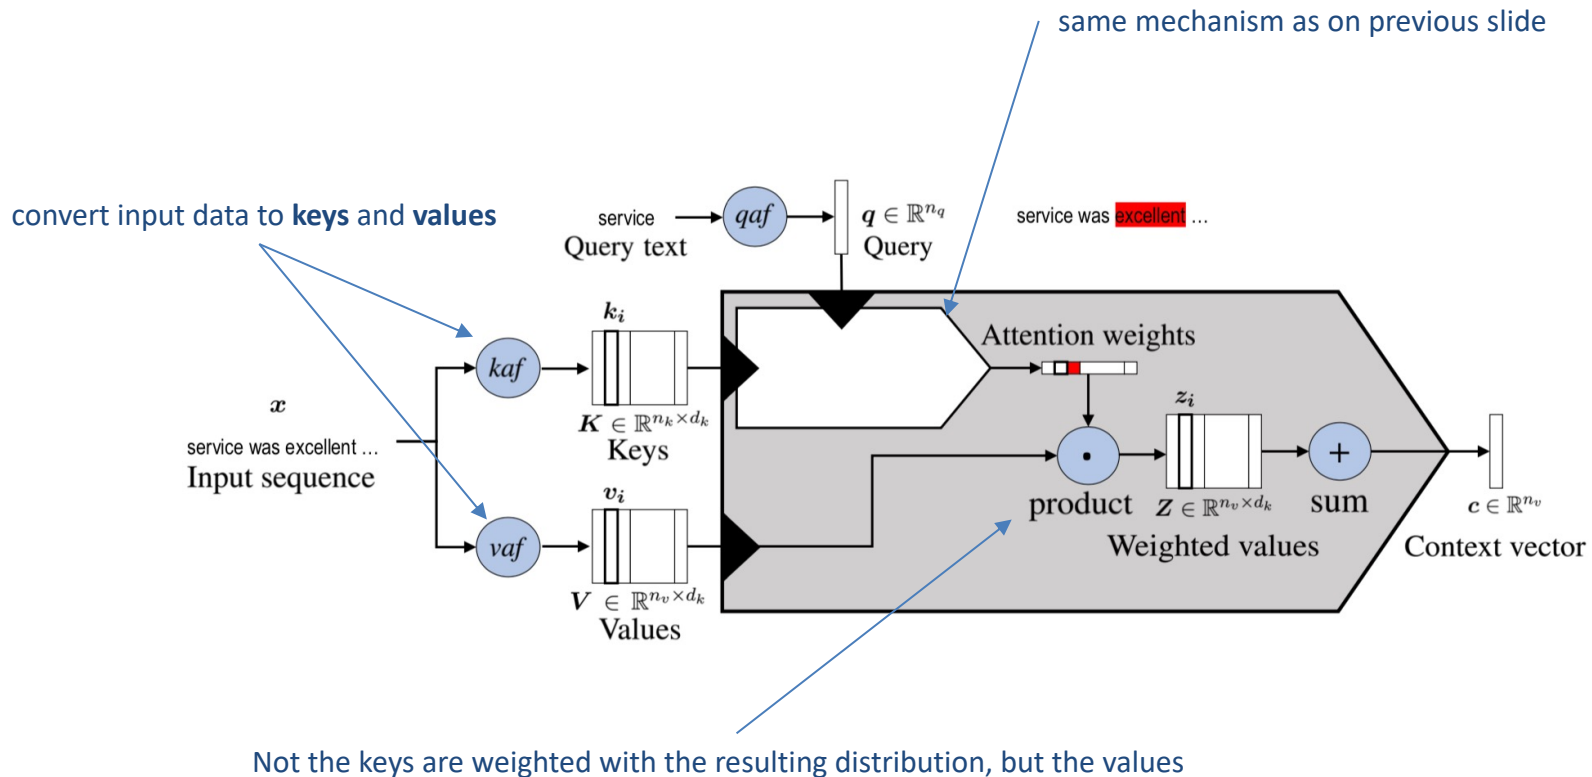 same mechanism as on previous slide
convert input data to keys and values
service
Query text
qaf
q ∈ ℝ^{n_q}
Query
service was excellent …
k_i
Attention weights
kaf
x
K ∈ ℝ^{n_k×d_k}
Keys
z_i
service was excellent …
Input sequence
·
+
v_i
product
Z ∈ ℝ^{n_v×d_k}
sum
c ∈ ℝ^{n_v}
vaf
Weighted values
Context vector
V ∈ ℝ^{n_v×d_k}
Values
Not the keys are weighted with the resulting distribution, but the values